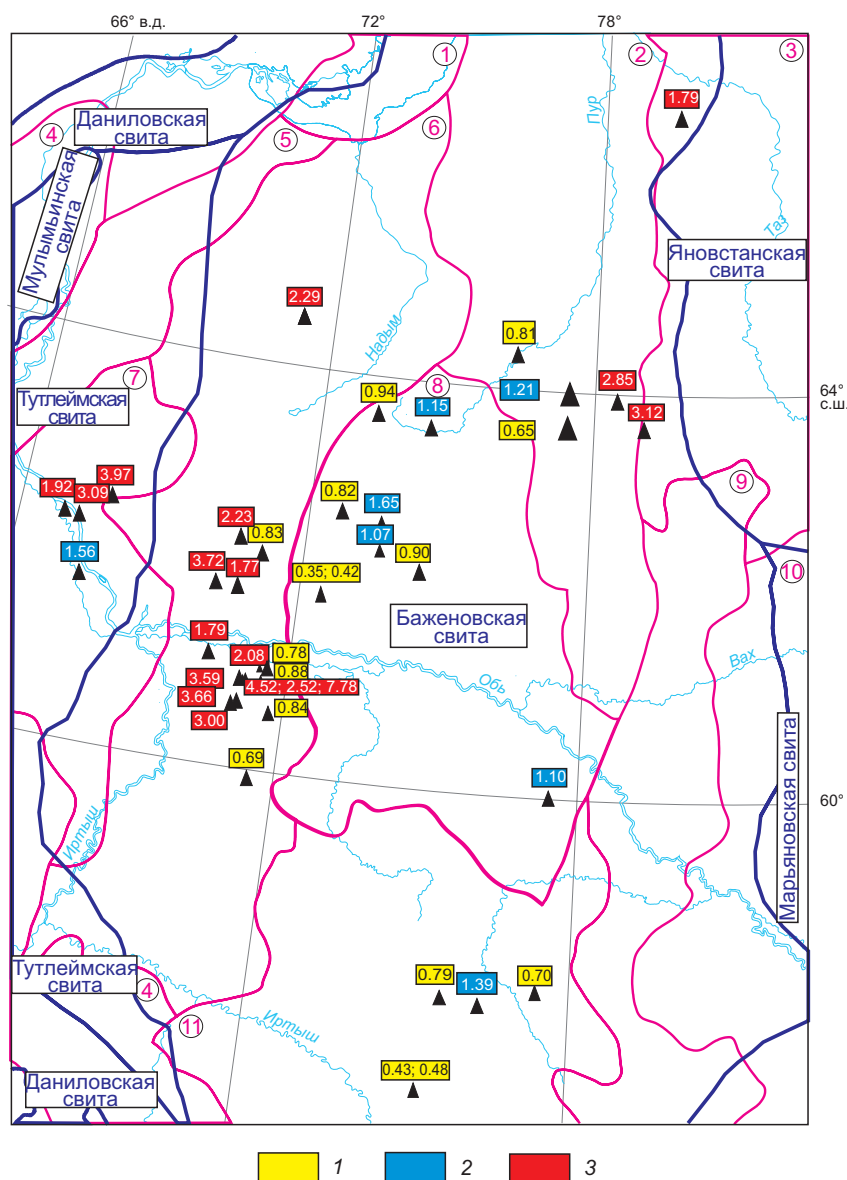 66° в.д.
72°
78°
1
2
3
1.79
Даниловская
свита
4
5
6
Пур
Мулымьинская
свита
Таз
Яновстанская
свита
2.29
Надым
0.81
7
8
64°
с.ш.
Тутлеймская
свита
0.94
1.15
1.21
2.85
0.65
3.12
3.97
1.92
3.09
9
0.82
1.65
2.23
0.83
1.07
1.56
0.90
3.72
1.77
0.35; 0.42
10
Баженовская
свита
1.79
2.08
0.78
0.88
Вах
3.59
4.52; 2.52; 7.78
Обь
3.66
0.84
3.00
0.69
1.10
60°
Марьяновская свита
Иртыш
Тутлеймская
свита
4
0.79
1.39
0.70
11
Иртыш
0.43; 0.48
Даниловская
свита
1
2
3